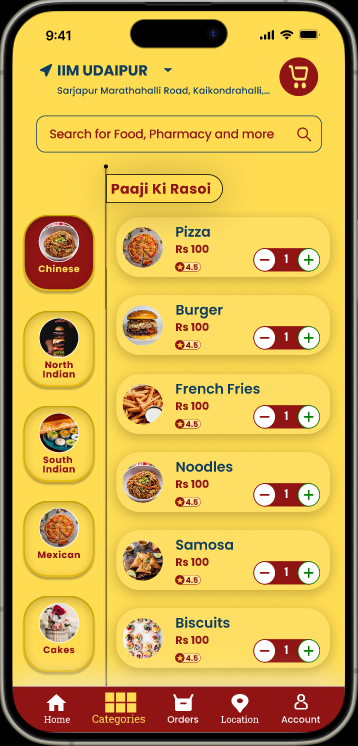 9:41
IIM UDAIPUR
Sarjapur Marathahalli Road, Kaikondrahalli,...
Search for Food, Pharmacy and more
Paaji Ki Rasoi
Chinese
North
Indian
South
Indian
Mexican
Cakes
Pizza
Rs 100
4.5
1
Burger
Rs 100
4.5
1
French Fries
Rs 100
4.5
1
Noodles
Rs 100
4.5
1
Samosa
Rs 100
4.5
1
Biscuits
Rs 100
4.5
1
Home
Categories
Orders
Location
Account